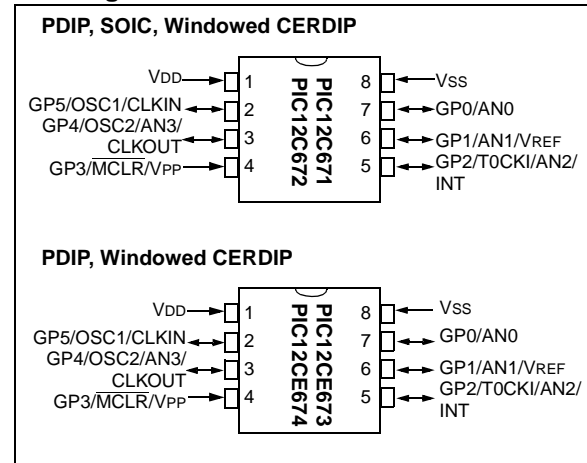 PDIP, SOIC, Windowed CERDIP
VDD 1 8 VSS
GP5/OSC1/CLKIN 2 7 GP0/AN0
GP4/OSC2/AN3/
CLKOUT 3 6 GP1/AN1/VREF
GP3/MCLR/VPP 4 5 GP2/T0CKI/AN2/
INT
PIC12C671
PIC12C672
PDIP, Windowed CERDIP
VDD 1 8 VSS
GP5/OSC1/CLKIN 2 7 GP0/AN0
GP4/OSC2/AN3/
CLKOUT 3 6 GP1/AN1/VREF
GP3/MCLR/VPP 4 5 GP2/T0CKI/AN2/
INT
PIC12CE673
PIC12CE674